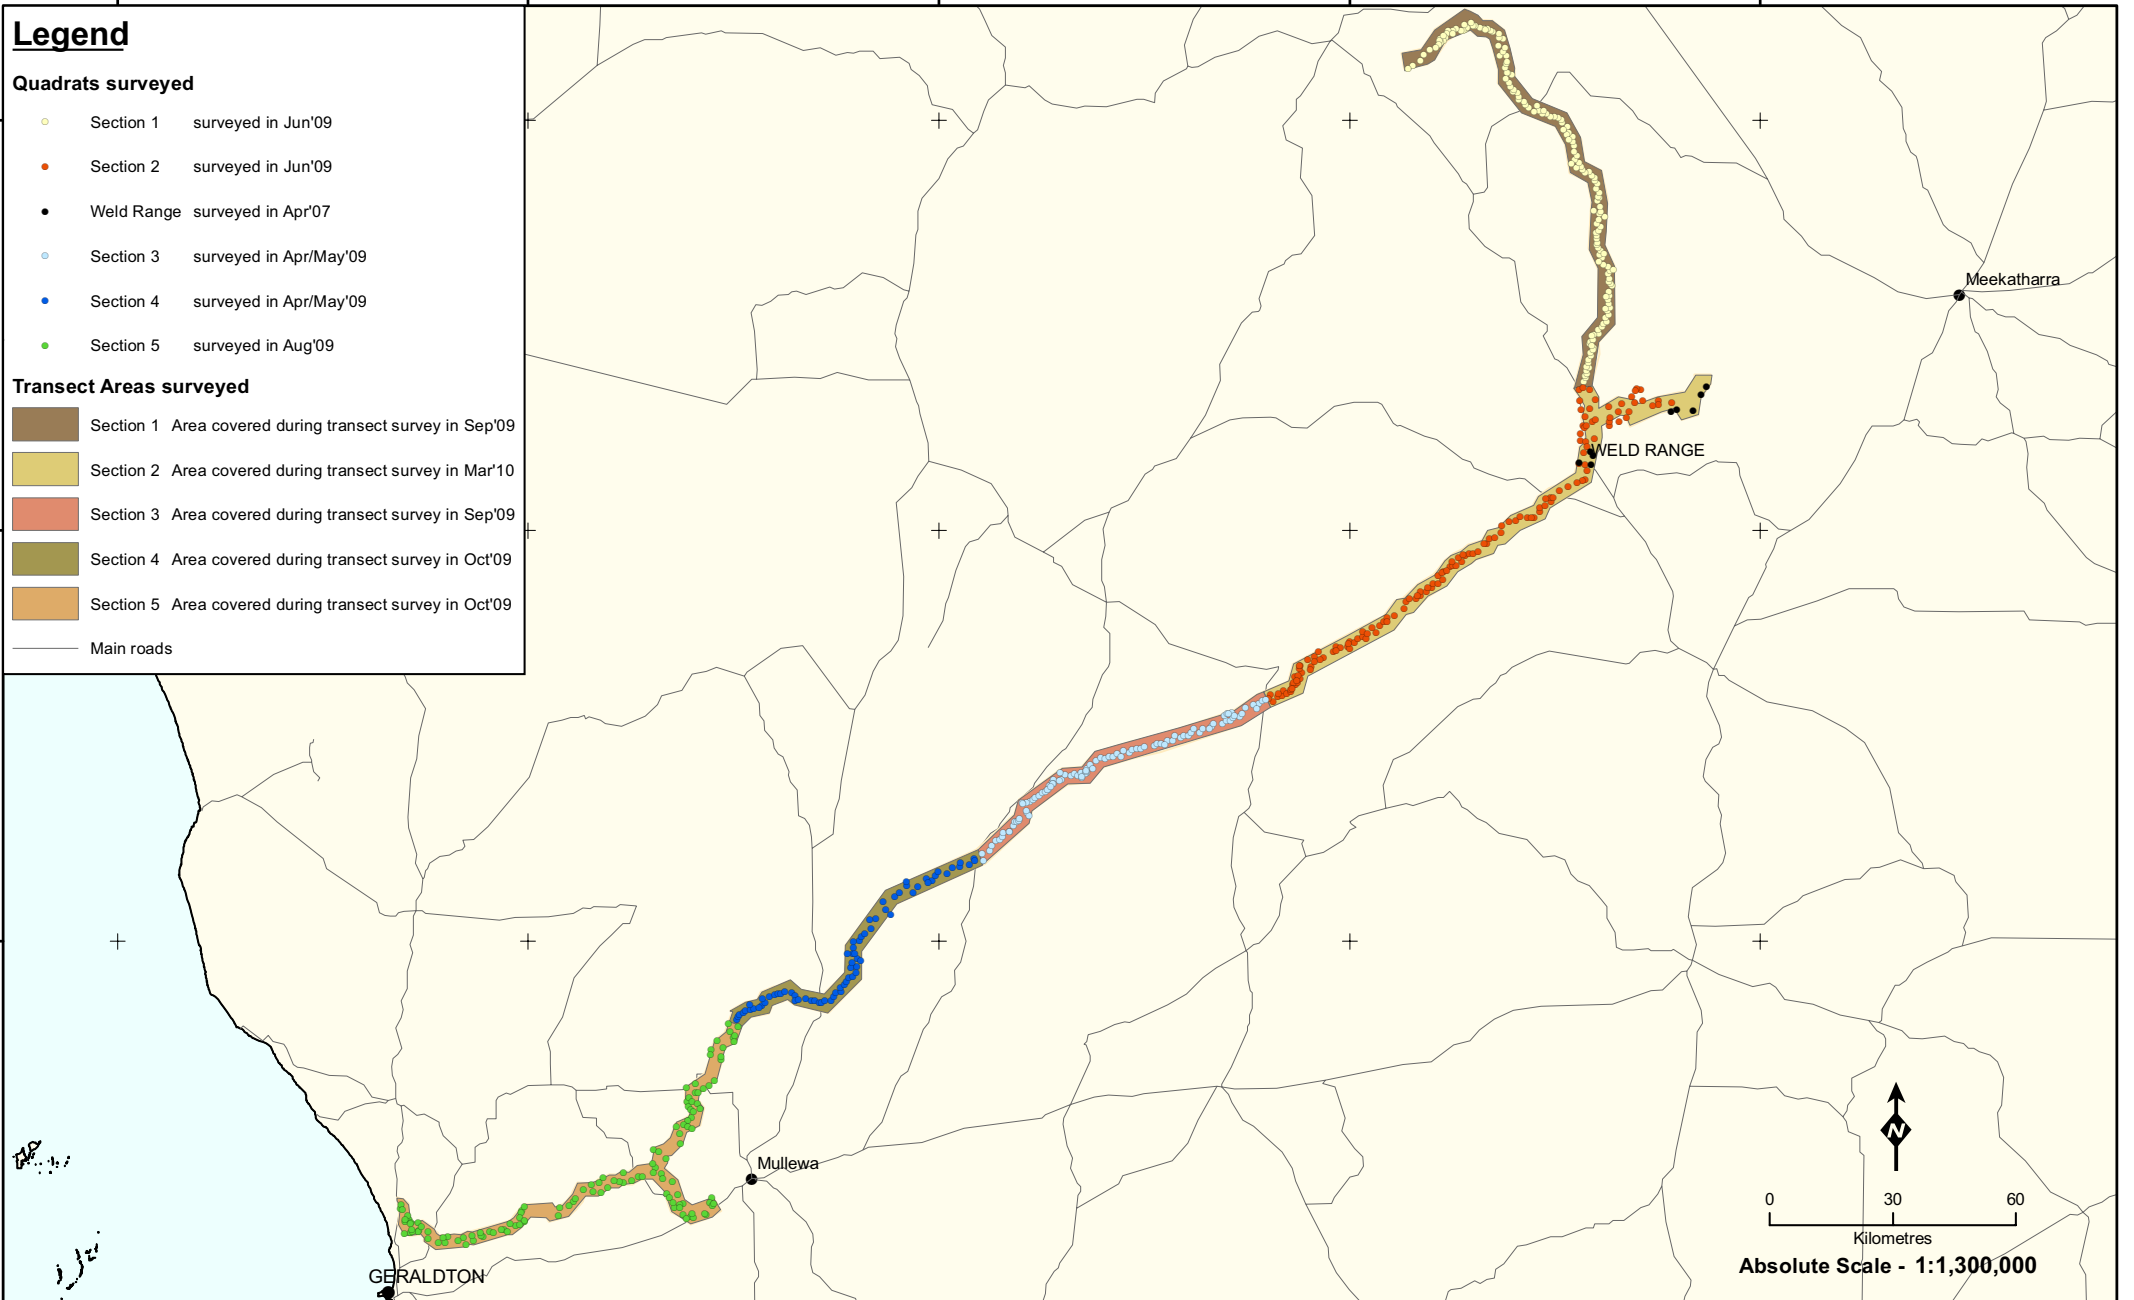 Legend
Quadrats surveyed
Section 1 surveyed in Jun'09
Section 2 surveyed in Jun'09
Weld Range surveyed in Apr'07
Section 3 surveyed in Apr/May'09
Section 4 surveyed in Apr/May'09
Section 5 surveyed in Aug'09
Transect Areas surveyed
Section 1 Area covered during transect survey in Sep'09
Section 2 Area covered during transect survey in Mar'10
Section 3 Area covered during transect survey in Sep'09
Section 4 Area covered during transect survey in Oct'09
Section 5 Area covered during transect survey in Oct'09
Main roads
Meekatharra
WELD RANGE
Mullewa
GERALDTON
N
0 30 60
Kilometres
Absolute Scale - 1:1,300,000